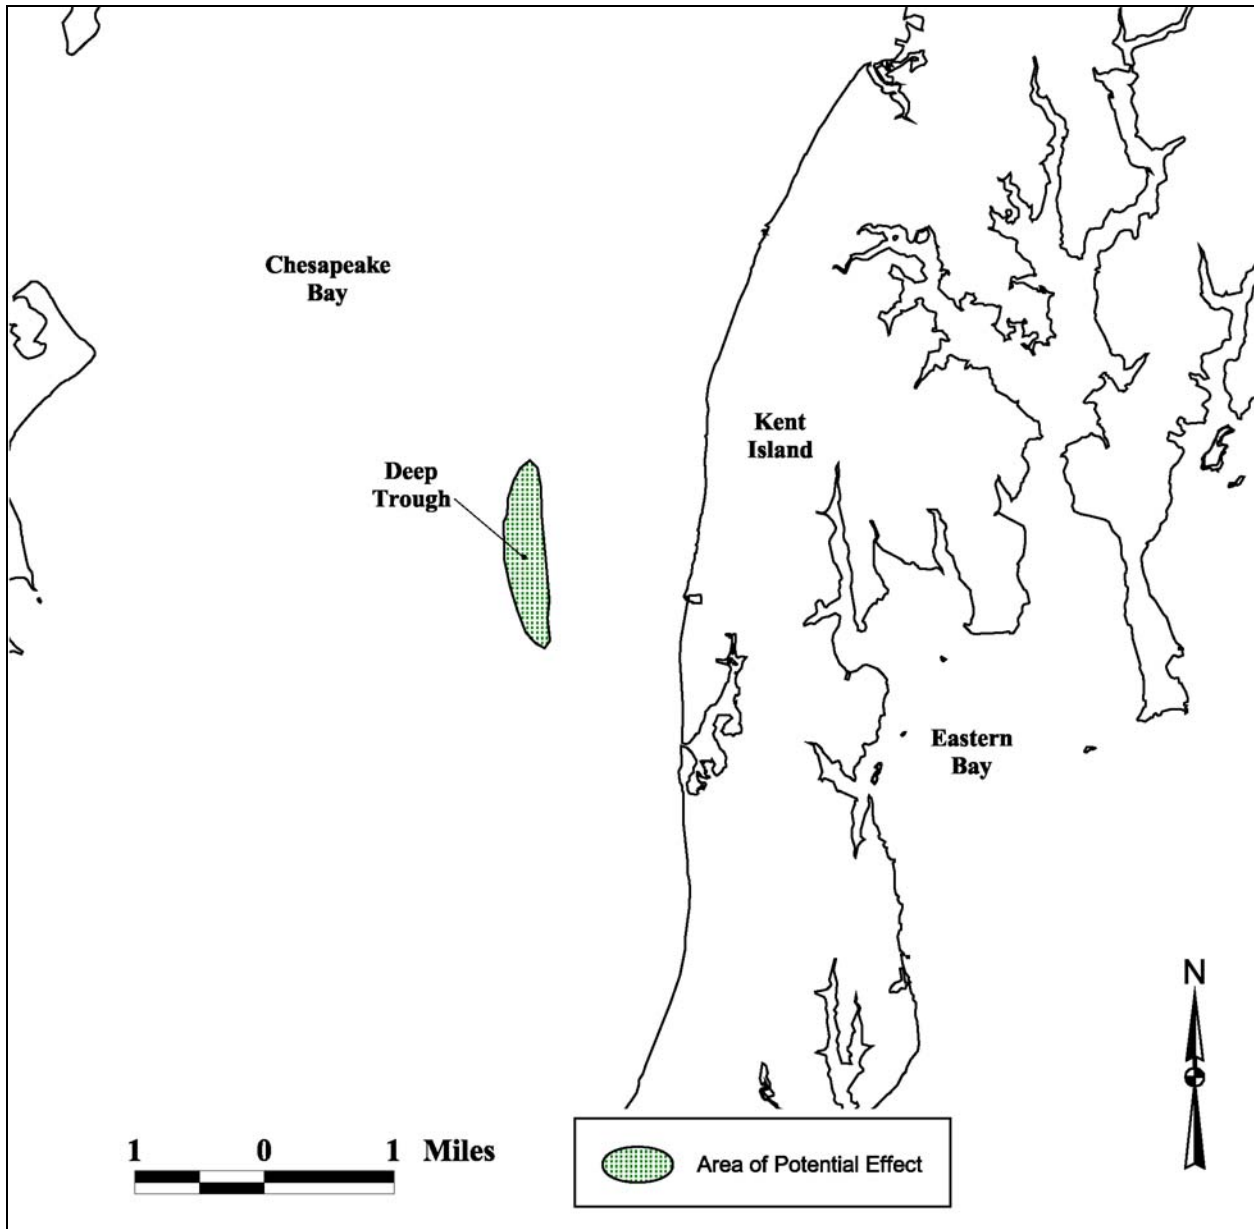 Chesapeake
Bay
Kent
Island
Deep
Trough
Eastern
Bay
N
1 0 1 Miles
Area of Potential Effect